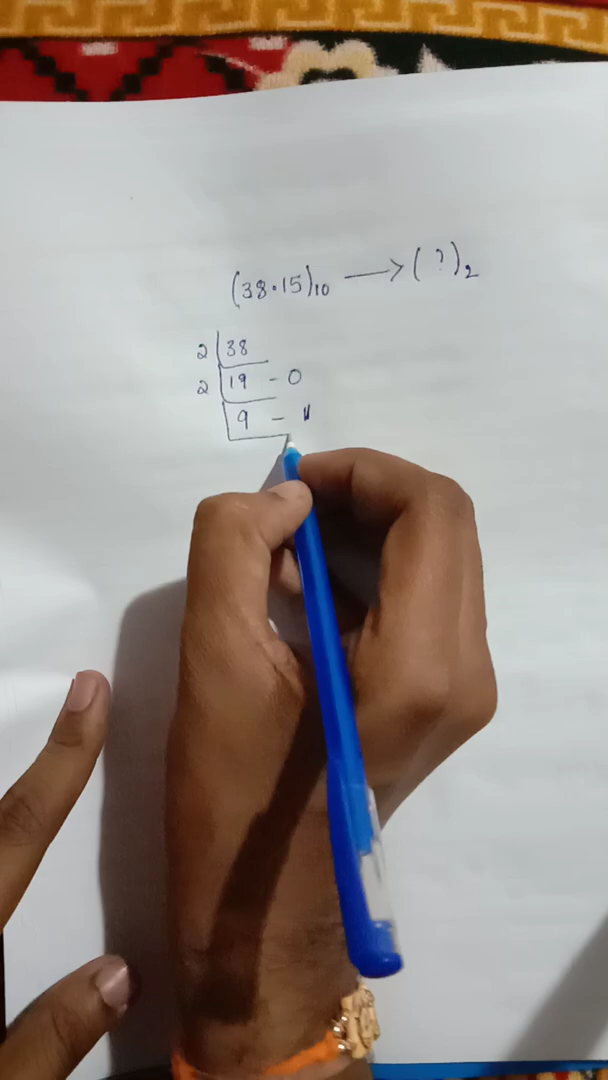 (38.15)10 → (?)2
2 38
2 19 - 0
9 - 1